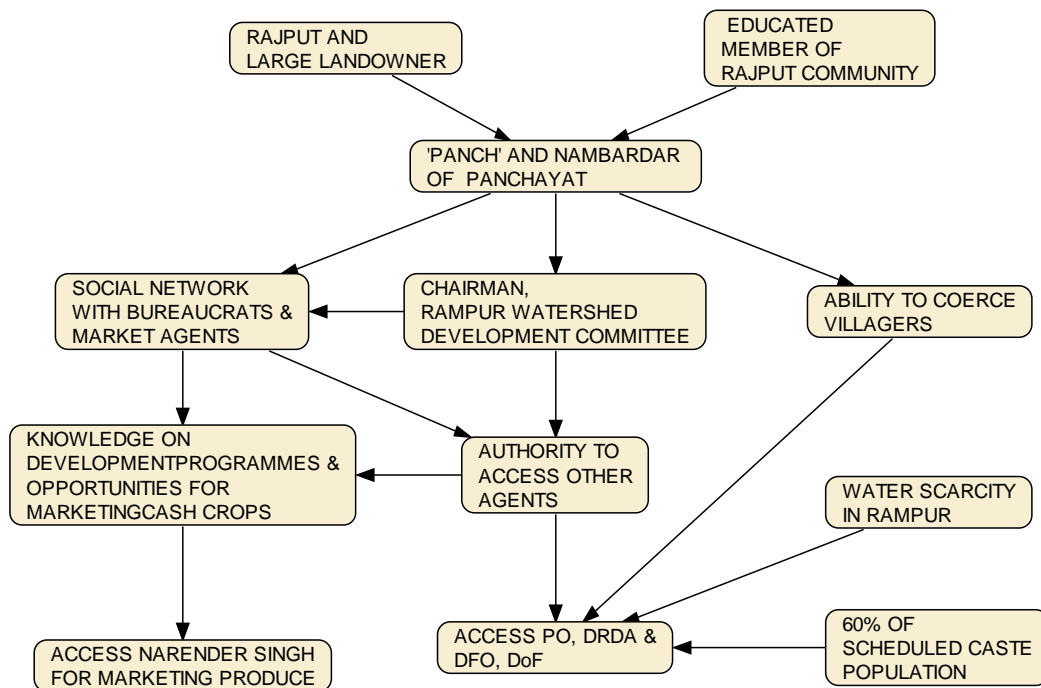 RAJPUT AND
LARGE LANDOWNER
EDUCATED
MEMBER OF
RAJPUT COMMUNITY
'PANCH' AND NAMBARDAR
OF PANCHAYAT
SOCIAL NETWORK
WITH BUREAUCRATS &
MARKET AGENTS
CHAIRMAN,
RAMPUR WATERSHED
DEVELOPMENT COMMITTEE
ABILITY TO COERCE
VILLAGERS
KNOWLEDGE ON
DEVELOPMENTPROGRAMMES &
OPPORTUNITIES FOR
MARKETINGCASH CROPS
AUTHORITY TO
ACCESS OTHER
AGENTS
WATER SCARCITY
IN RAMPUR
ACCESS NARENDER SINGH
FOR MARKETING PRODUCE
ACCESS PO, DRDA &
DFO, DoF
60% OF
SCHEDULED CASTE
POPULATION